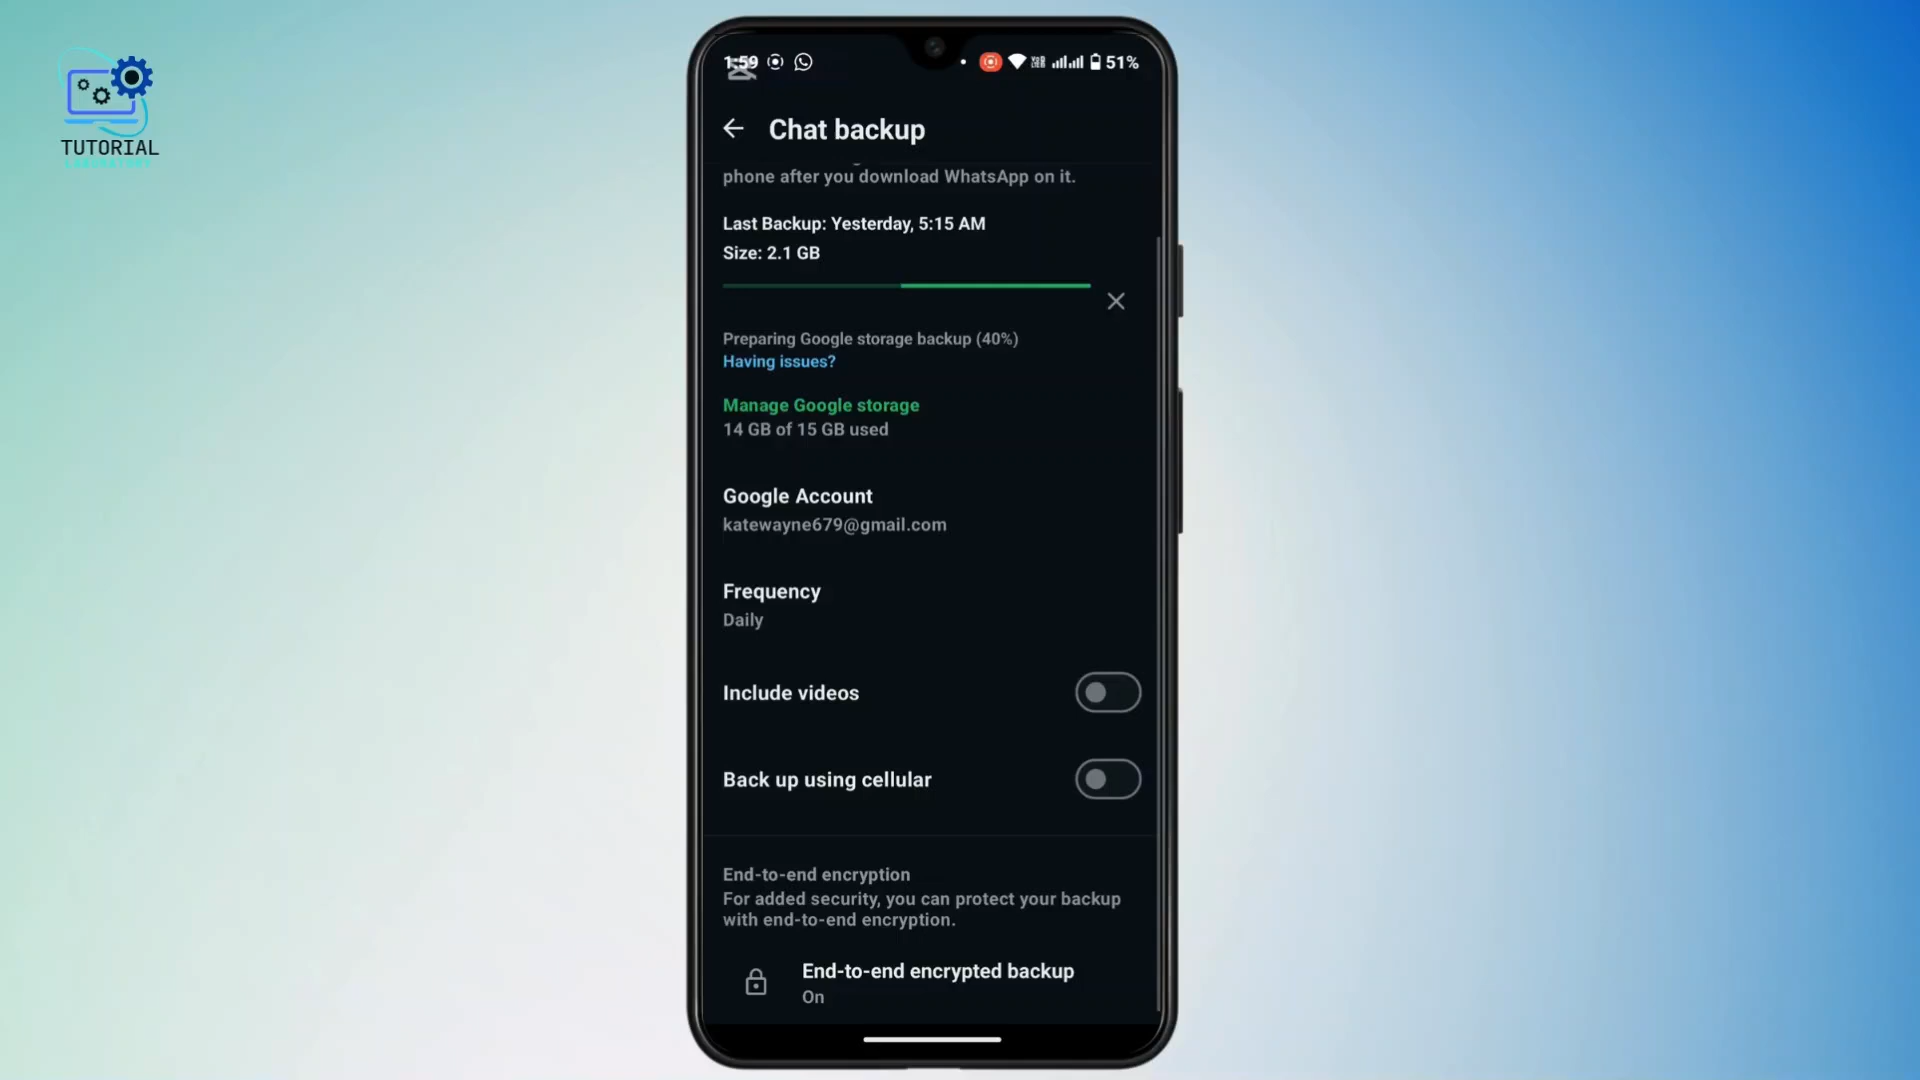 TUTORIAL
LABORATORY
1:59
51%
Chat backup
phone after you download WhatsApp on it.
Last Backup: Yesterday, 5:15 AM
Size: 2.1 GB
Preparing Google storage backup (40%)
Having issues?
Manage Google storage
14 GB of 15 GB used
Google Account
katewayne679@gmail.com
Frequency
Daily
Include videos
Back up using cellular
End-to-end encryption
For added security, you can protect your backup
with end-to-end encryption.
End-to-end encrypted backup
On